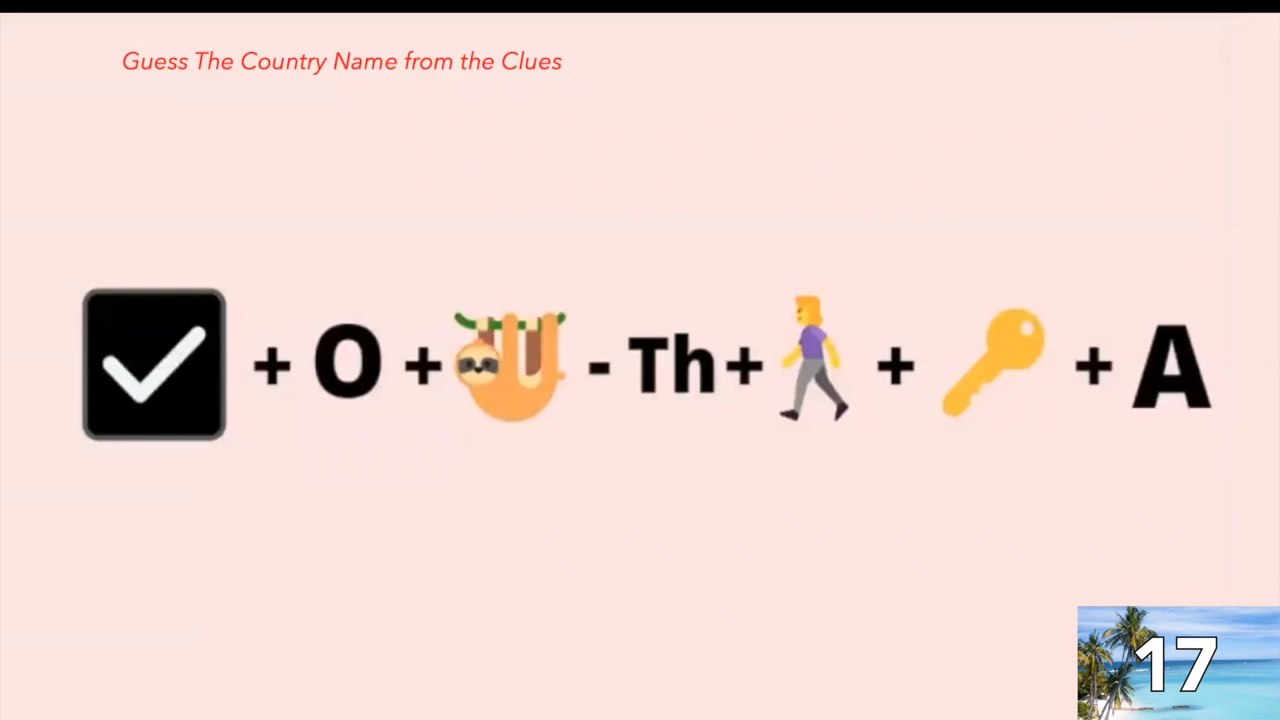 Guess The Country Name from the Clues
+ O + - Th + + + A
17